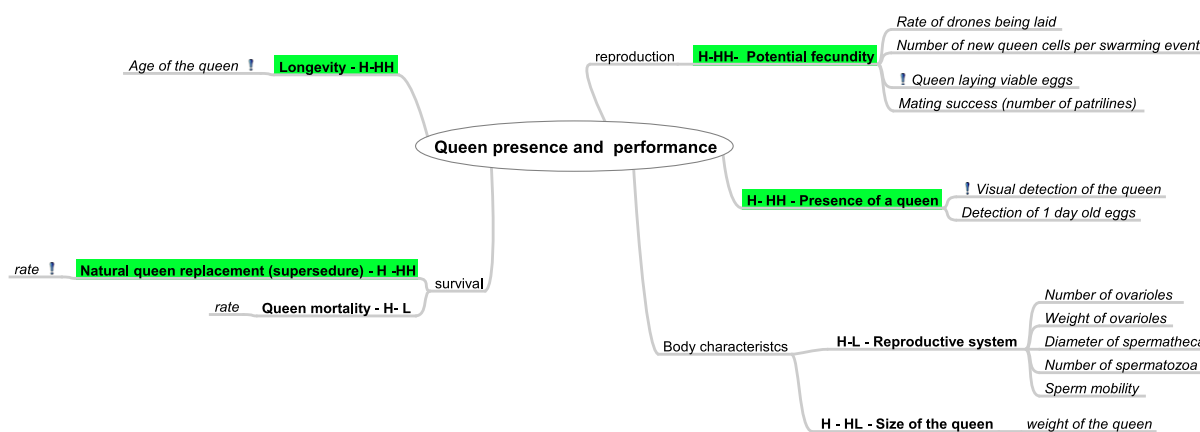 Rate of drones being laid
reproduction
H-HH- Potential fecundity
Number of new queen cells per swarming event
Age of the queen
Longevity - H-HH
Queen laying viable eggs
Mating success (number of patrilines)
Queen presence and performance
H- HH - Presence of a queen
Visual detection of the queen
Detection of 1 day old eggs
rate
Natural queen replacement (supersedure) - H -HH
survival
rate
Queen mortality - H- L
Body characteristcs
H-L - Reproductive system
Number of ovarioles
Weight of ovarioles
Diameter of spermatheca
Number of spermatozoa
Sperm mobility
H - HL - Size of the queen
weight of the queen